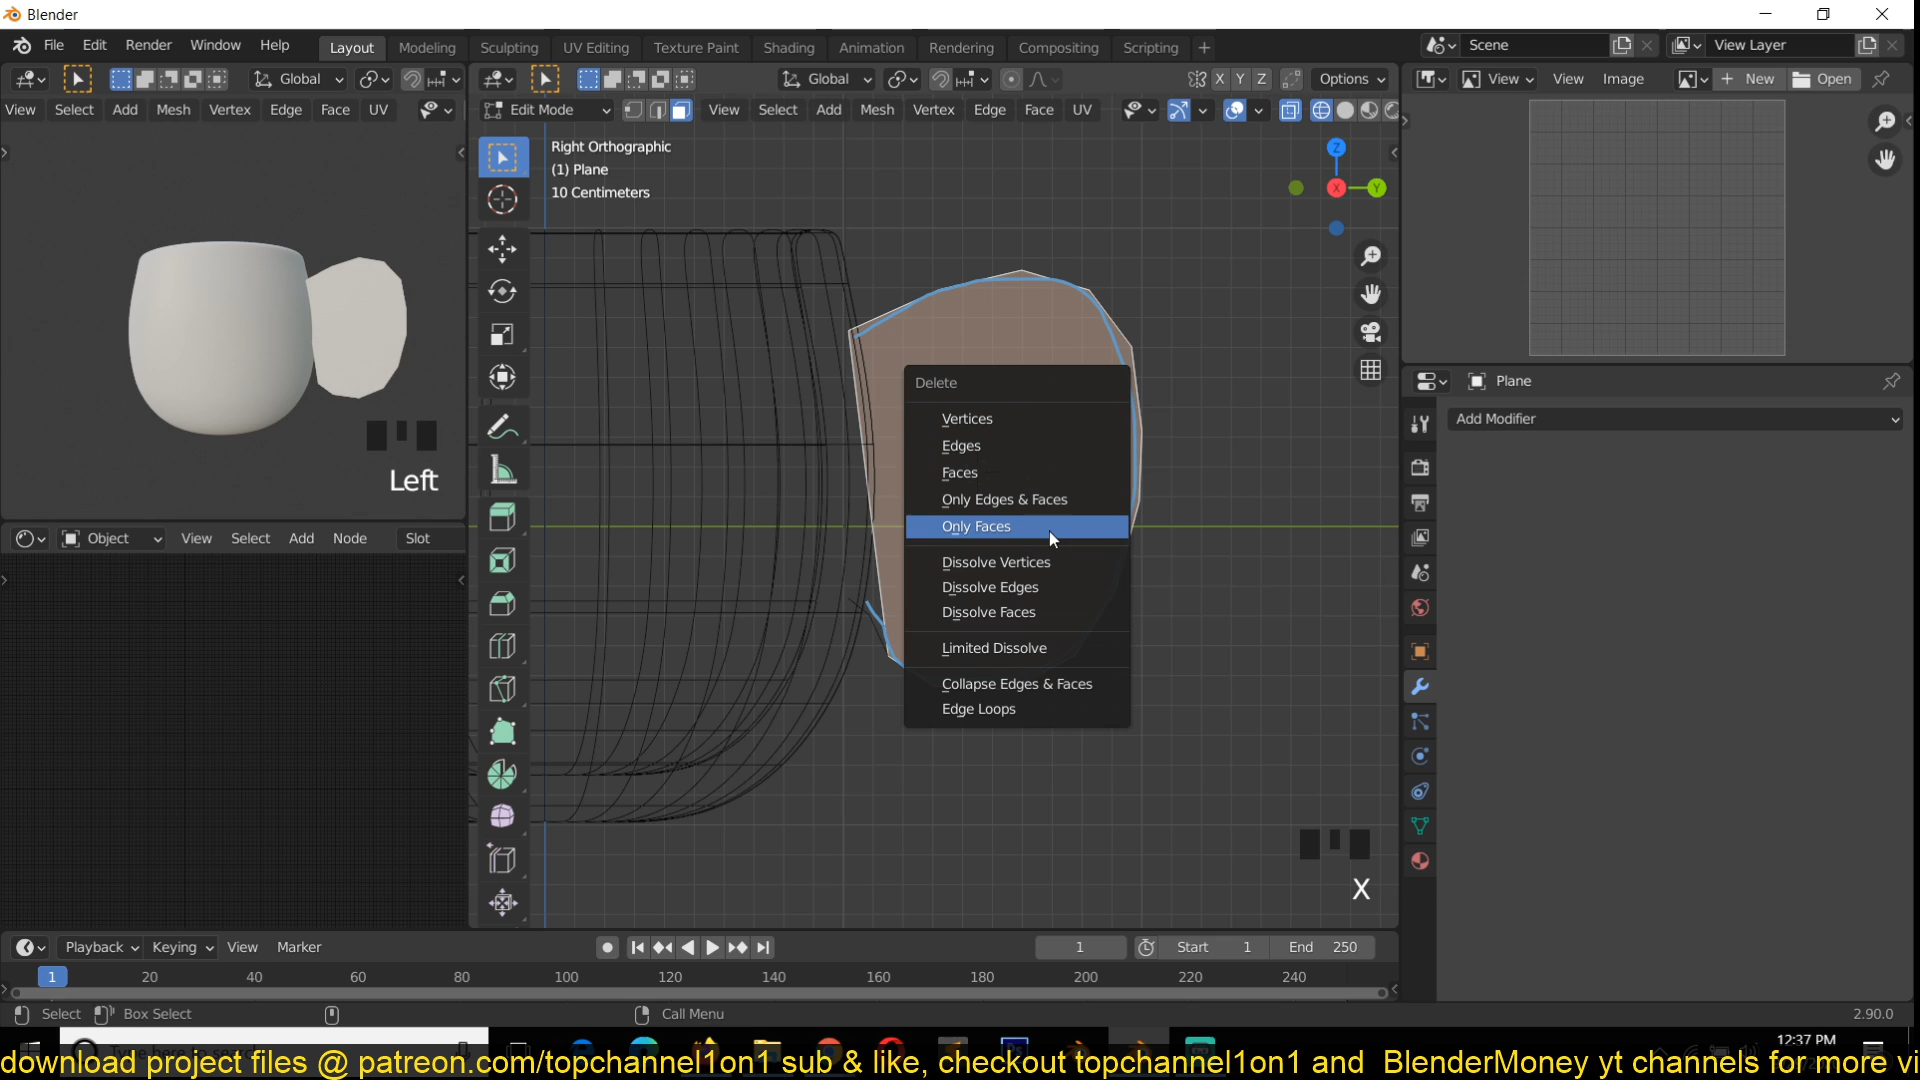 Blender
File Edit Render Window Help Layout Modeling Sculpting UV Editing Texture Paint Shading Animation Rendering Compositing Scripting + Scene View Layer
Global Global X Y Z Options View View Image New Open
View Select Add Mesh Vertex Edge Face UV Edit Mode View Select Add Mesh Vertex Edge Face UV
Right Orthographic
(1) Plane
10 Centimeters
Z
X Y
Plane
Add Modifier
Delete
Vertices
Edges
Faces
Only Edges & Faces
Only Faces
Dissolve Vertices
Dissolve Edges
Dissolve Faces
Limited Dissolve
Collapse Edges & Faces
Edge Loops
Left
Object View Select Add Node Slot
X
Playback Keying View Marker 1 Start 1 End 250
1 20 40 60 80 100 120 140 160 180 200 220 240
Select Box Select Call Menu 2.90.0
12:37 PM
download project files @ patreon.com/topchannel1on1 sub & like, checkout topchannel1on1 and BlenderMoney yt channels for more vi